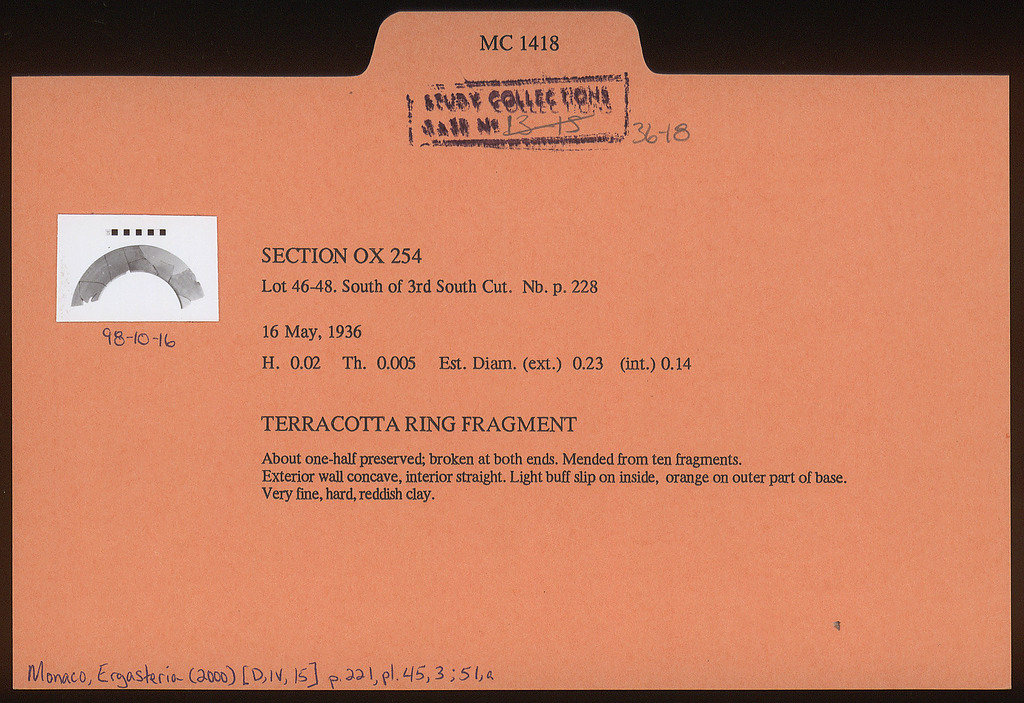 MC 1418
STUDY COLLECTIONS
CASE Nº 13-15 36-18
98-10-16
SECTION OX 254
Lot 46-48. South of 3rd South Cut. Nb. p. 228
16 May, 1936
H. 0.02 Th. 0.005 Est. Diam. (ext.) 0.23 (int.) 0.14
TERRACOTTA RING FRAGMENT
About one-half preserved; broken at both ends. Mended from ten fragments.
Exterior wall concave, interior straight. Light buff slip on inside, orange on outer part of base.
Very fine, hard, reddish clay.
Monaco, Ergasteria (2000) [D, IV, 15] p. 221, pl. 45, 3; 51, a